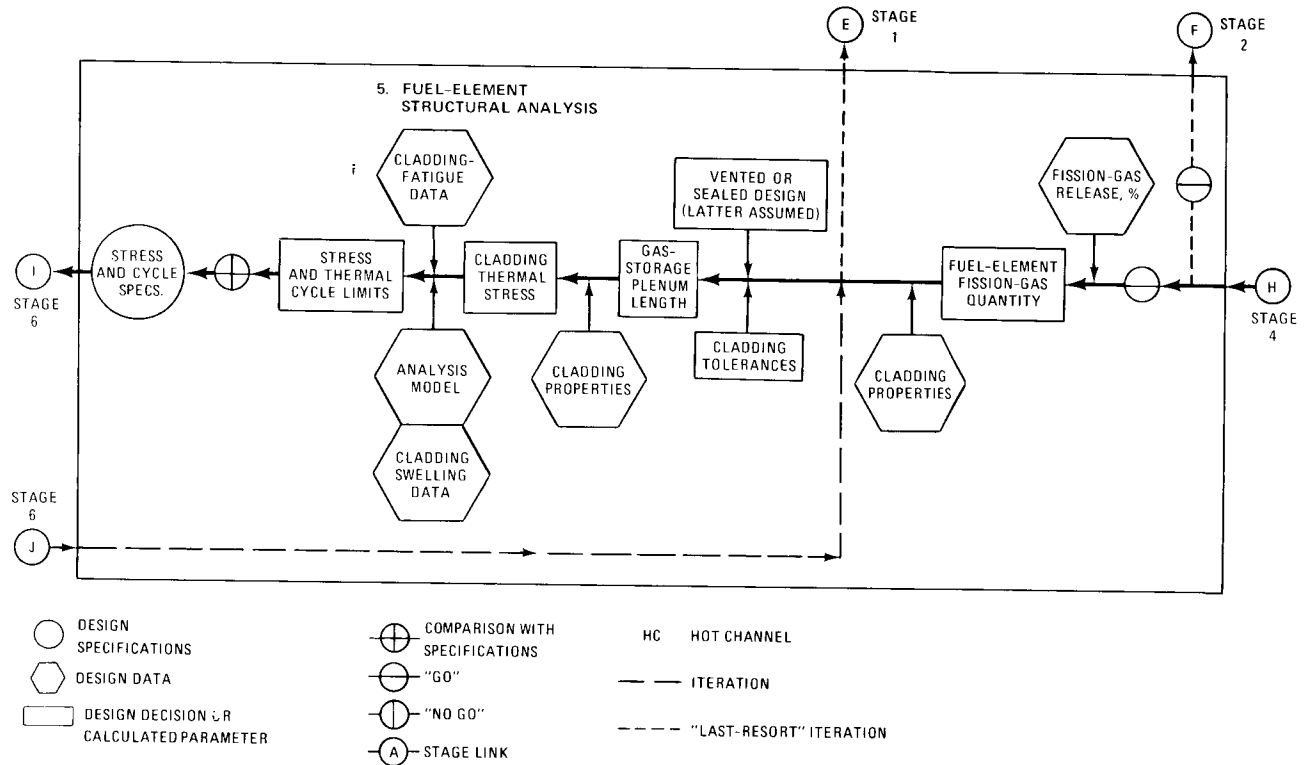 E
STAGE
1
F
STAGE
2
5. FUEL-ELEMENT
STRUCTURAL ANALYSIS
CLADDING-
FATIGUE
DATA
VENTED OR
SEALED DESIGN
(LATTER ASSUMED)
FISSION-GAS
RELEASE, %
I
STAGE
6
STRESS
AND CYCLE
SPECS.
STRESS
AND THERMAL
CYCLE LIMITS
CLADDING
THERMAL
STRESS
GAS-
STORAGE
PLENUM
LENGTH
FUEL-ELEMENT
FISSION-GAS
QUANTITY
H
STAGE
4
ANALYSIS
MODEL
CLADDING
PROPERTIES
CLADDING
TOLERANCES
CLADDING
PROPERTIES
CLADDING
SWELLING
DATA
STAGE
6
J
DESIGN
SPECIFICATIONS
DESIGN DATA
DESIGN DECISION OR
CALCULATED PARAMETER
COMPARISON WITH
SPECIFICATIONS
"GO"
"NO GO"
A STAGE LINK
HC HOT CHANNEL
ITERATION
"LAST-RESORT" ITERATION